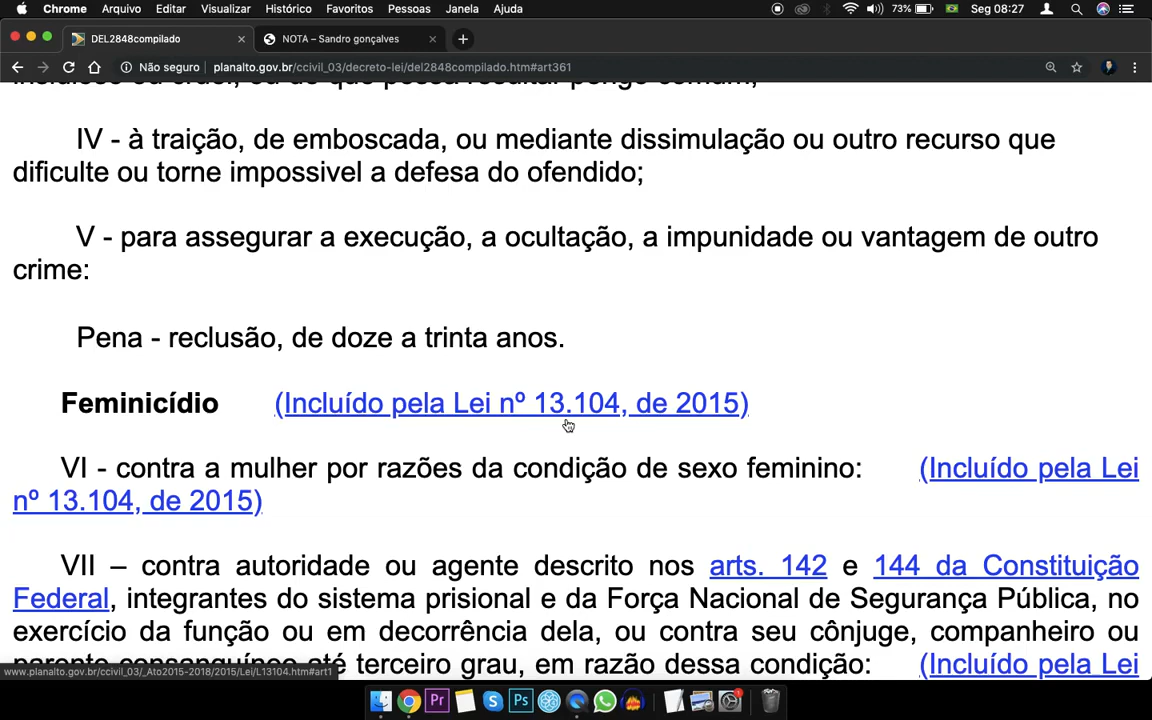 Chrome Arquivo Editar Visualizar Histórico Favoritos Pessoas Janela Ajuda 73% Seg 08:27
DEL2848compilado NOTA – Sandro gonçalves
Não seguro planalto.gov.br/ccivil_03/decreto-lei/del2848compilado.htm#art361
IV - à traição, de emboscada, ou mediante dissimulação ou outro recurso que
dificulte ou torne impossivel a defesa do ofendido;
V - para assegurar a execução, a ocultação, a impunidade ou vantagem de outro
crime:
Pena - reclusão, de doze a trinta anos.
Feminicídio (Incluído pela Lei nº 13.104, de 2015)
VI - contra a mulher por razões da condição de sexo feminino: (Incluído pela Lei
nº 13.104, de 2015)
VII – contra autoridade ou agente descrito nos arts. 142 e 144 da Constituição
Federal, integrantes do sistema prisional e da Força Nacional de Segurança Pública, no
exercício da função ou em decorrência dela, ou contra seu cônjuge, companheiro ou
parente consanguíneo até terceiro grau, em razão dessa condição: (Incluído pela Lei
www.planalto.gov.br/ccivil_03/_Ato2015-2018/2015/Lei/L13104.htm#art1
Pr S Ps